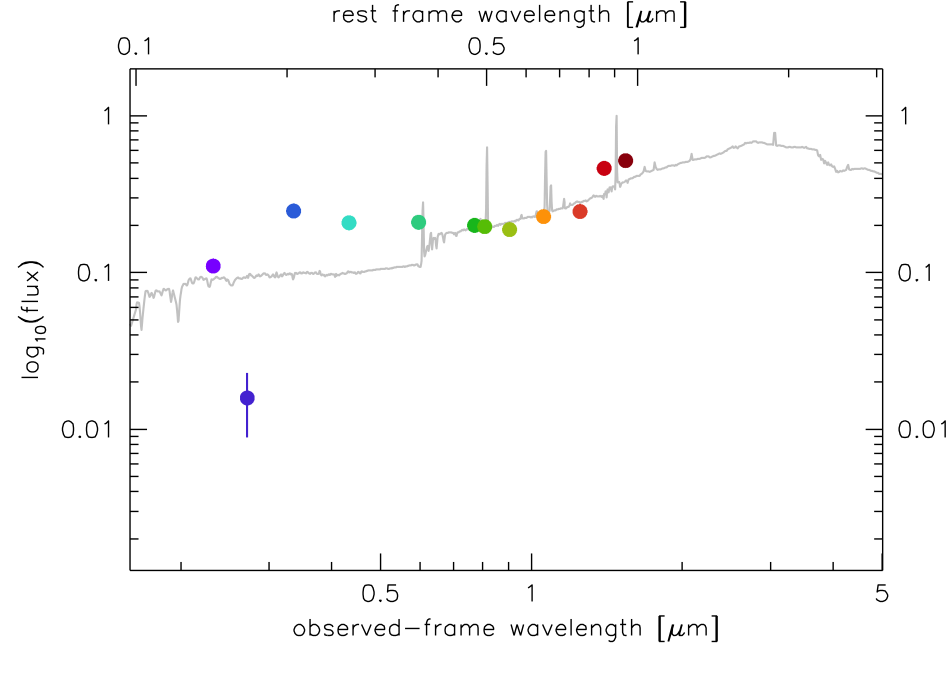 rest frame wavelength [μm]
0.1 0.5 1
1 1
0.1 0.1
0.01 0.01
log10(flux)
0.5 1 5
observed-frame wavelength [μm]